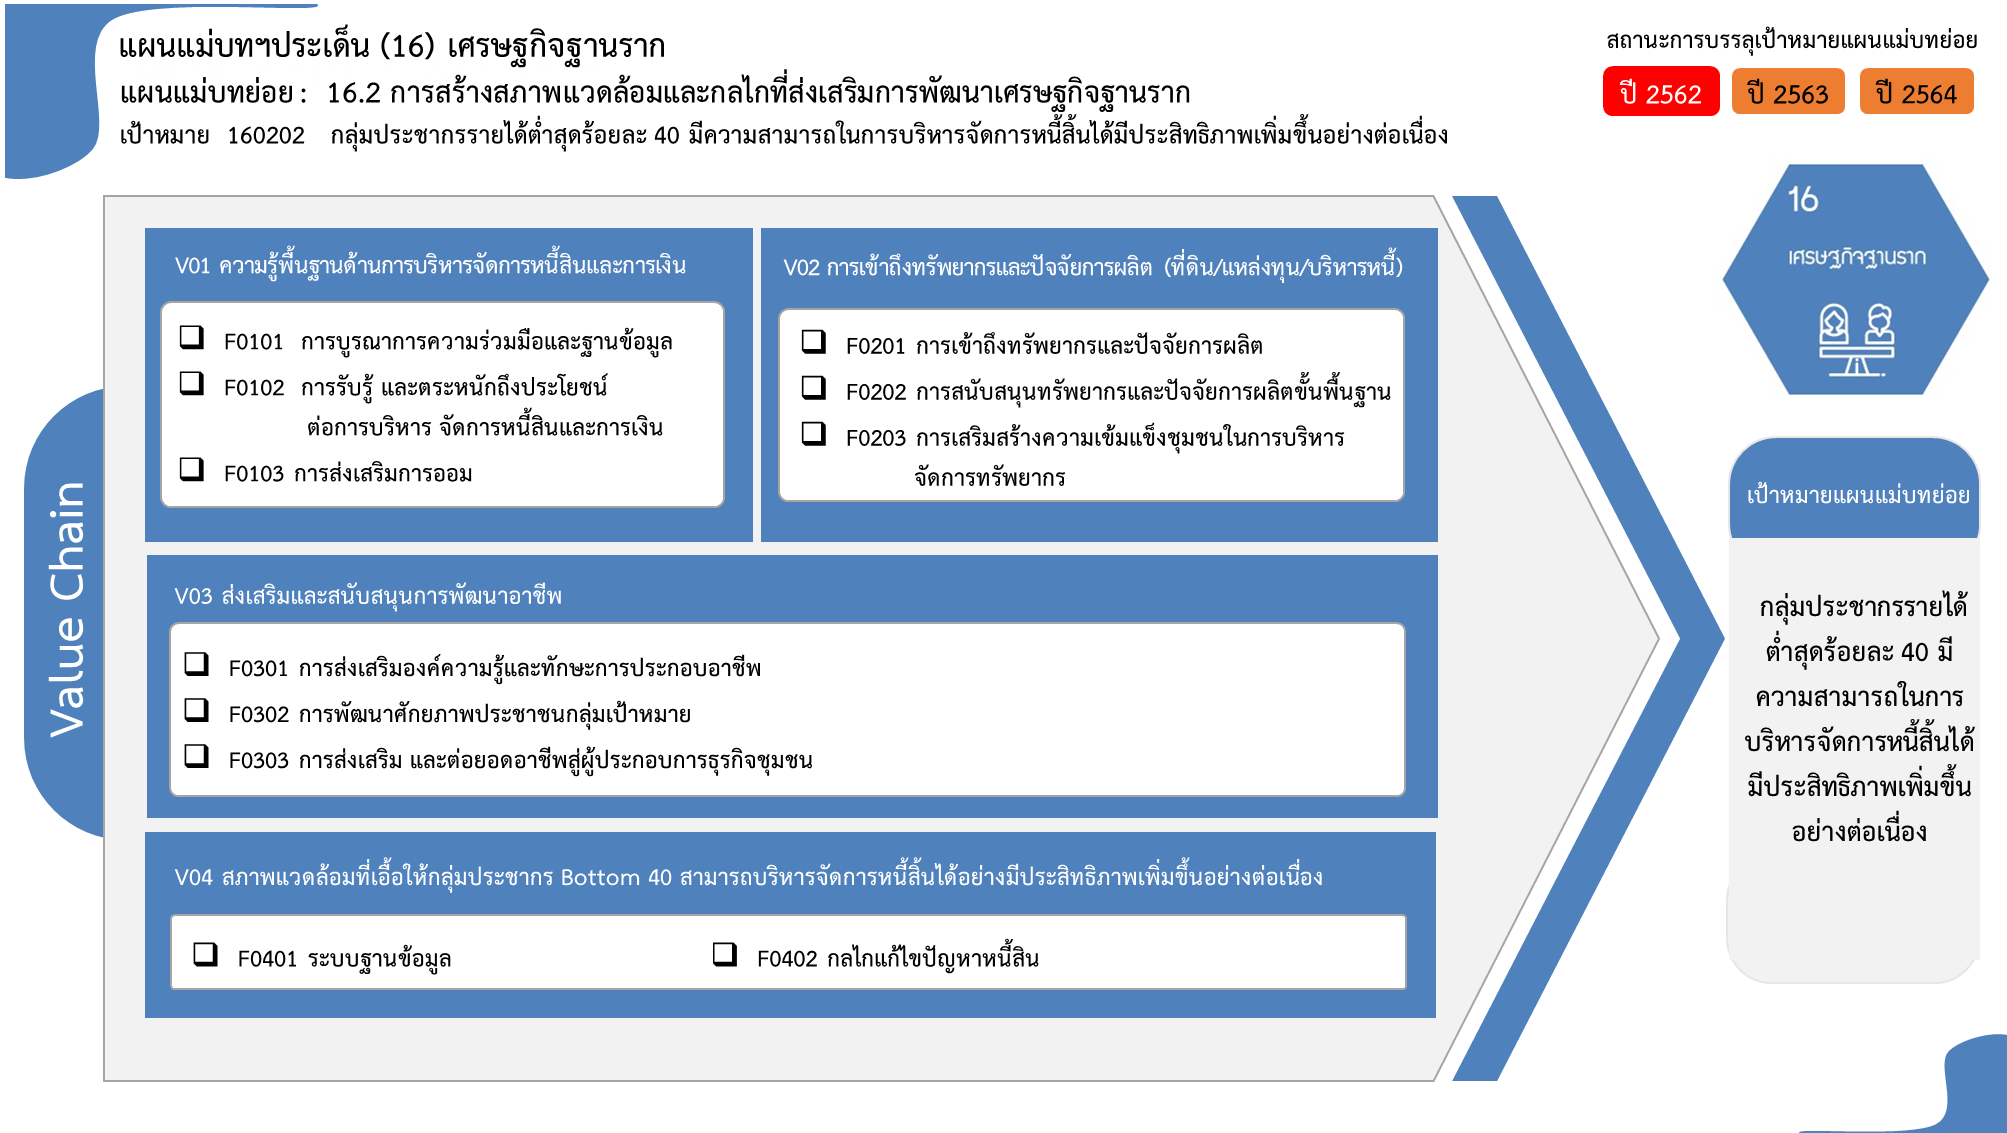 แผนแม่บทฯประเด็น (16) เศรษฐกิจฐานราก
แผนแม่บทย่อย : 16.2 การสร้างสภาพแวดล้อมและกลไกที่ส่งเสริมการพัฒนาเศรษฐกิจฐานราก
เป้าหมาย 160202 กลุ่มประชากรรายได้ต่ำสุดร้อยละ 40 มีความสามารถในการบริหารจัดการหนี้สิ้นได้มีประสิทธิภาพเพิ่มขึ้นอย่างต่อเนื่อง
สถานะการบรรลุเป้าหมายแผนแม่บทย่อย
ปี 2562 ปี 2563 ปี 2564
Value Chain
V01 ความรู้พื้นฐานด้านการบริหารจัดการหนี้สินและการเงิน
❑ F0101 การบูรณาการความร่วมมือและฐานข้อมูล
❑ F0102 การรับรู้ และตระหนักถึงประโยชน์
ต่อการบริหาร จัดการหนี้สินและการเงิน
❑ F0103 การส่งเสริมการออม
V02 การเข้าถึงทรัพยากรและปัจจัยการผลิต (ที่ดิน/แหล่งทุน/บริหารหนี้)
❑ F0201 การเข้าถึงทรัพยากรและปัจจัยการผลิต
❑ F0202 การสนับสนุนทรัพยากรและปัจจัยการผลิตขั้นพื้นฐาน
❑ F0203 การเสริมสร้างความเข้มแข็งชุมชนในการบริหาร
จัดการทรัพยากร
V03 ส่งเสริมและสนับสนุนการพัฒนาอาชีพ
❑ F0301 การส่งเสริมองค์ความรู้และทักษะการประกอบอาชีพ
❑ F0302 การพัฒนาศักยภาพประชาชนกลุ่มเป้าหมาย
❑ F0303 การส่งเสริม และต่อยอดอาชีพสู่ผู้ประกอบการธุรกิจชุมชน
V04 สภาพแวดล้อมที่เอื้อให้กลุ่มประชากร Bottom 40 สามารถบริหารจัดการหนี้สิ้นได้อย่างมีประสิทธิภาพเพิ่มขึ้นอย่างต่อเนื่อง
❑ F0401 ระบบฐานข้อมูล ❑ F0402 กลไกแก้ไขปัญหาหนี้สิน
16
เศรษฐกิจฐานราก
เป้าหมายแผนแม่บทย่อย
กลุ่มประชากรรายได้
ต่ำสุดร้อยละ 40 มี
ความสามารถในการ
บริหารจัดการหนี้สิ้นได้
มีประสิทธิภาพเพิ่มขึ้น
อย่างต่อเนื่อง